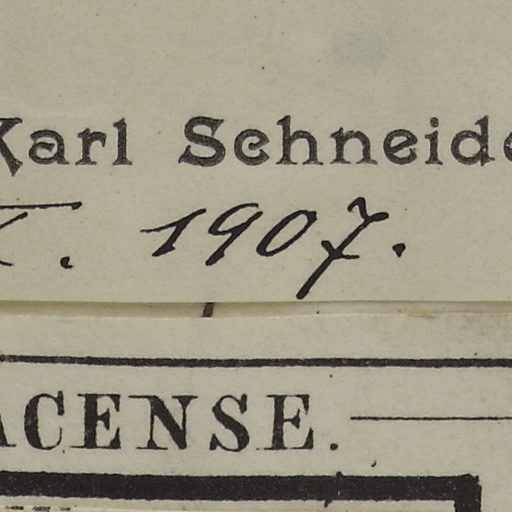 Karl Schneide
. 1907.
ACENSE.